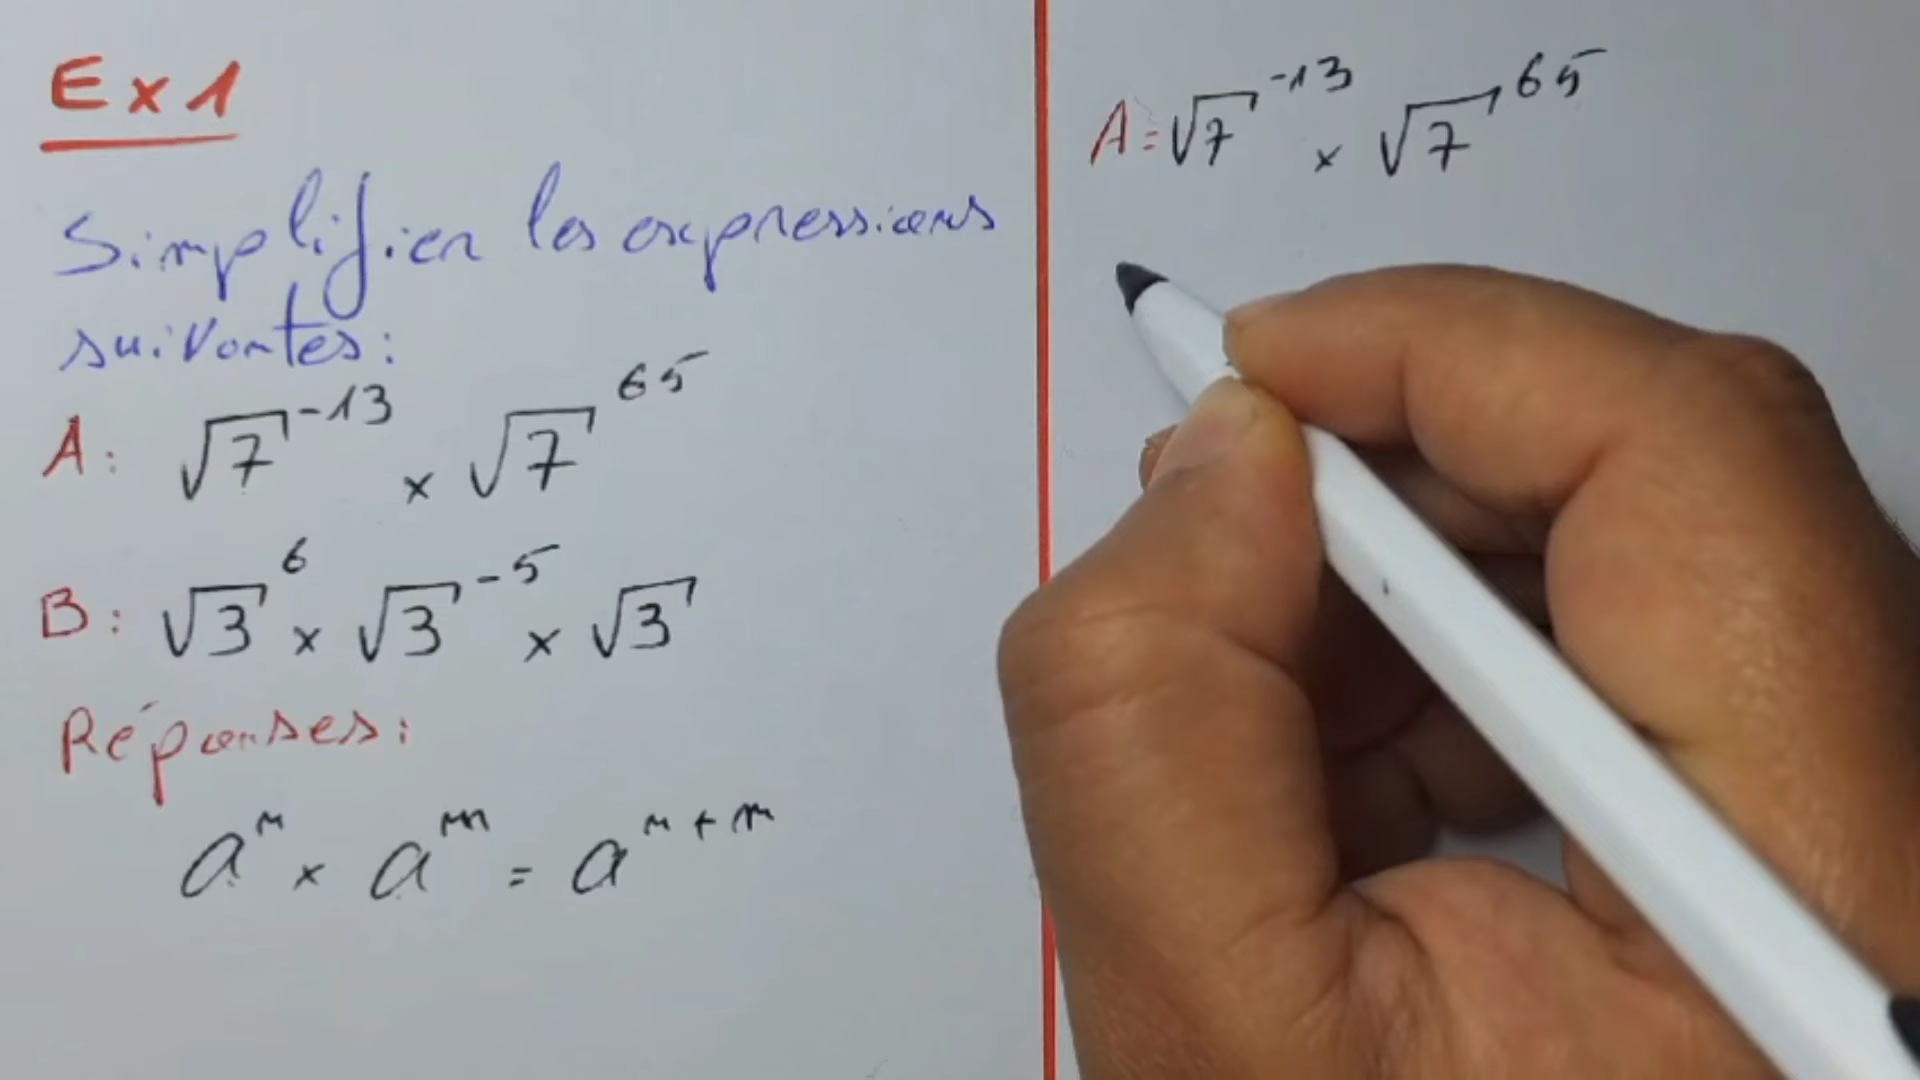 Ex1
Simplifier les expressions
suivantes:
A: √7^-13 × √7^65
B: √3^6 × √3^-5 × √3
Réponses:
a^n × a^m = a^n+m
A = √7^-13 × √7^65